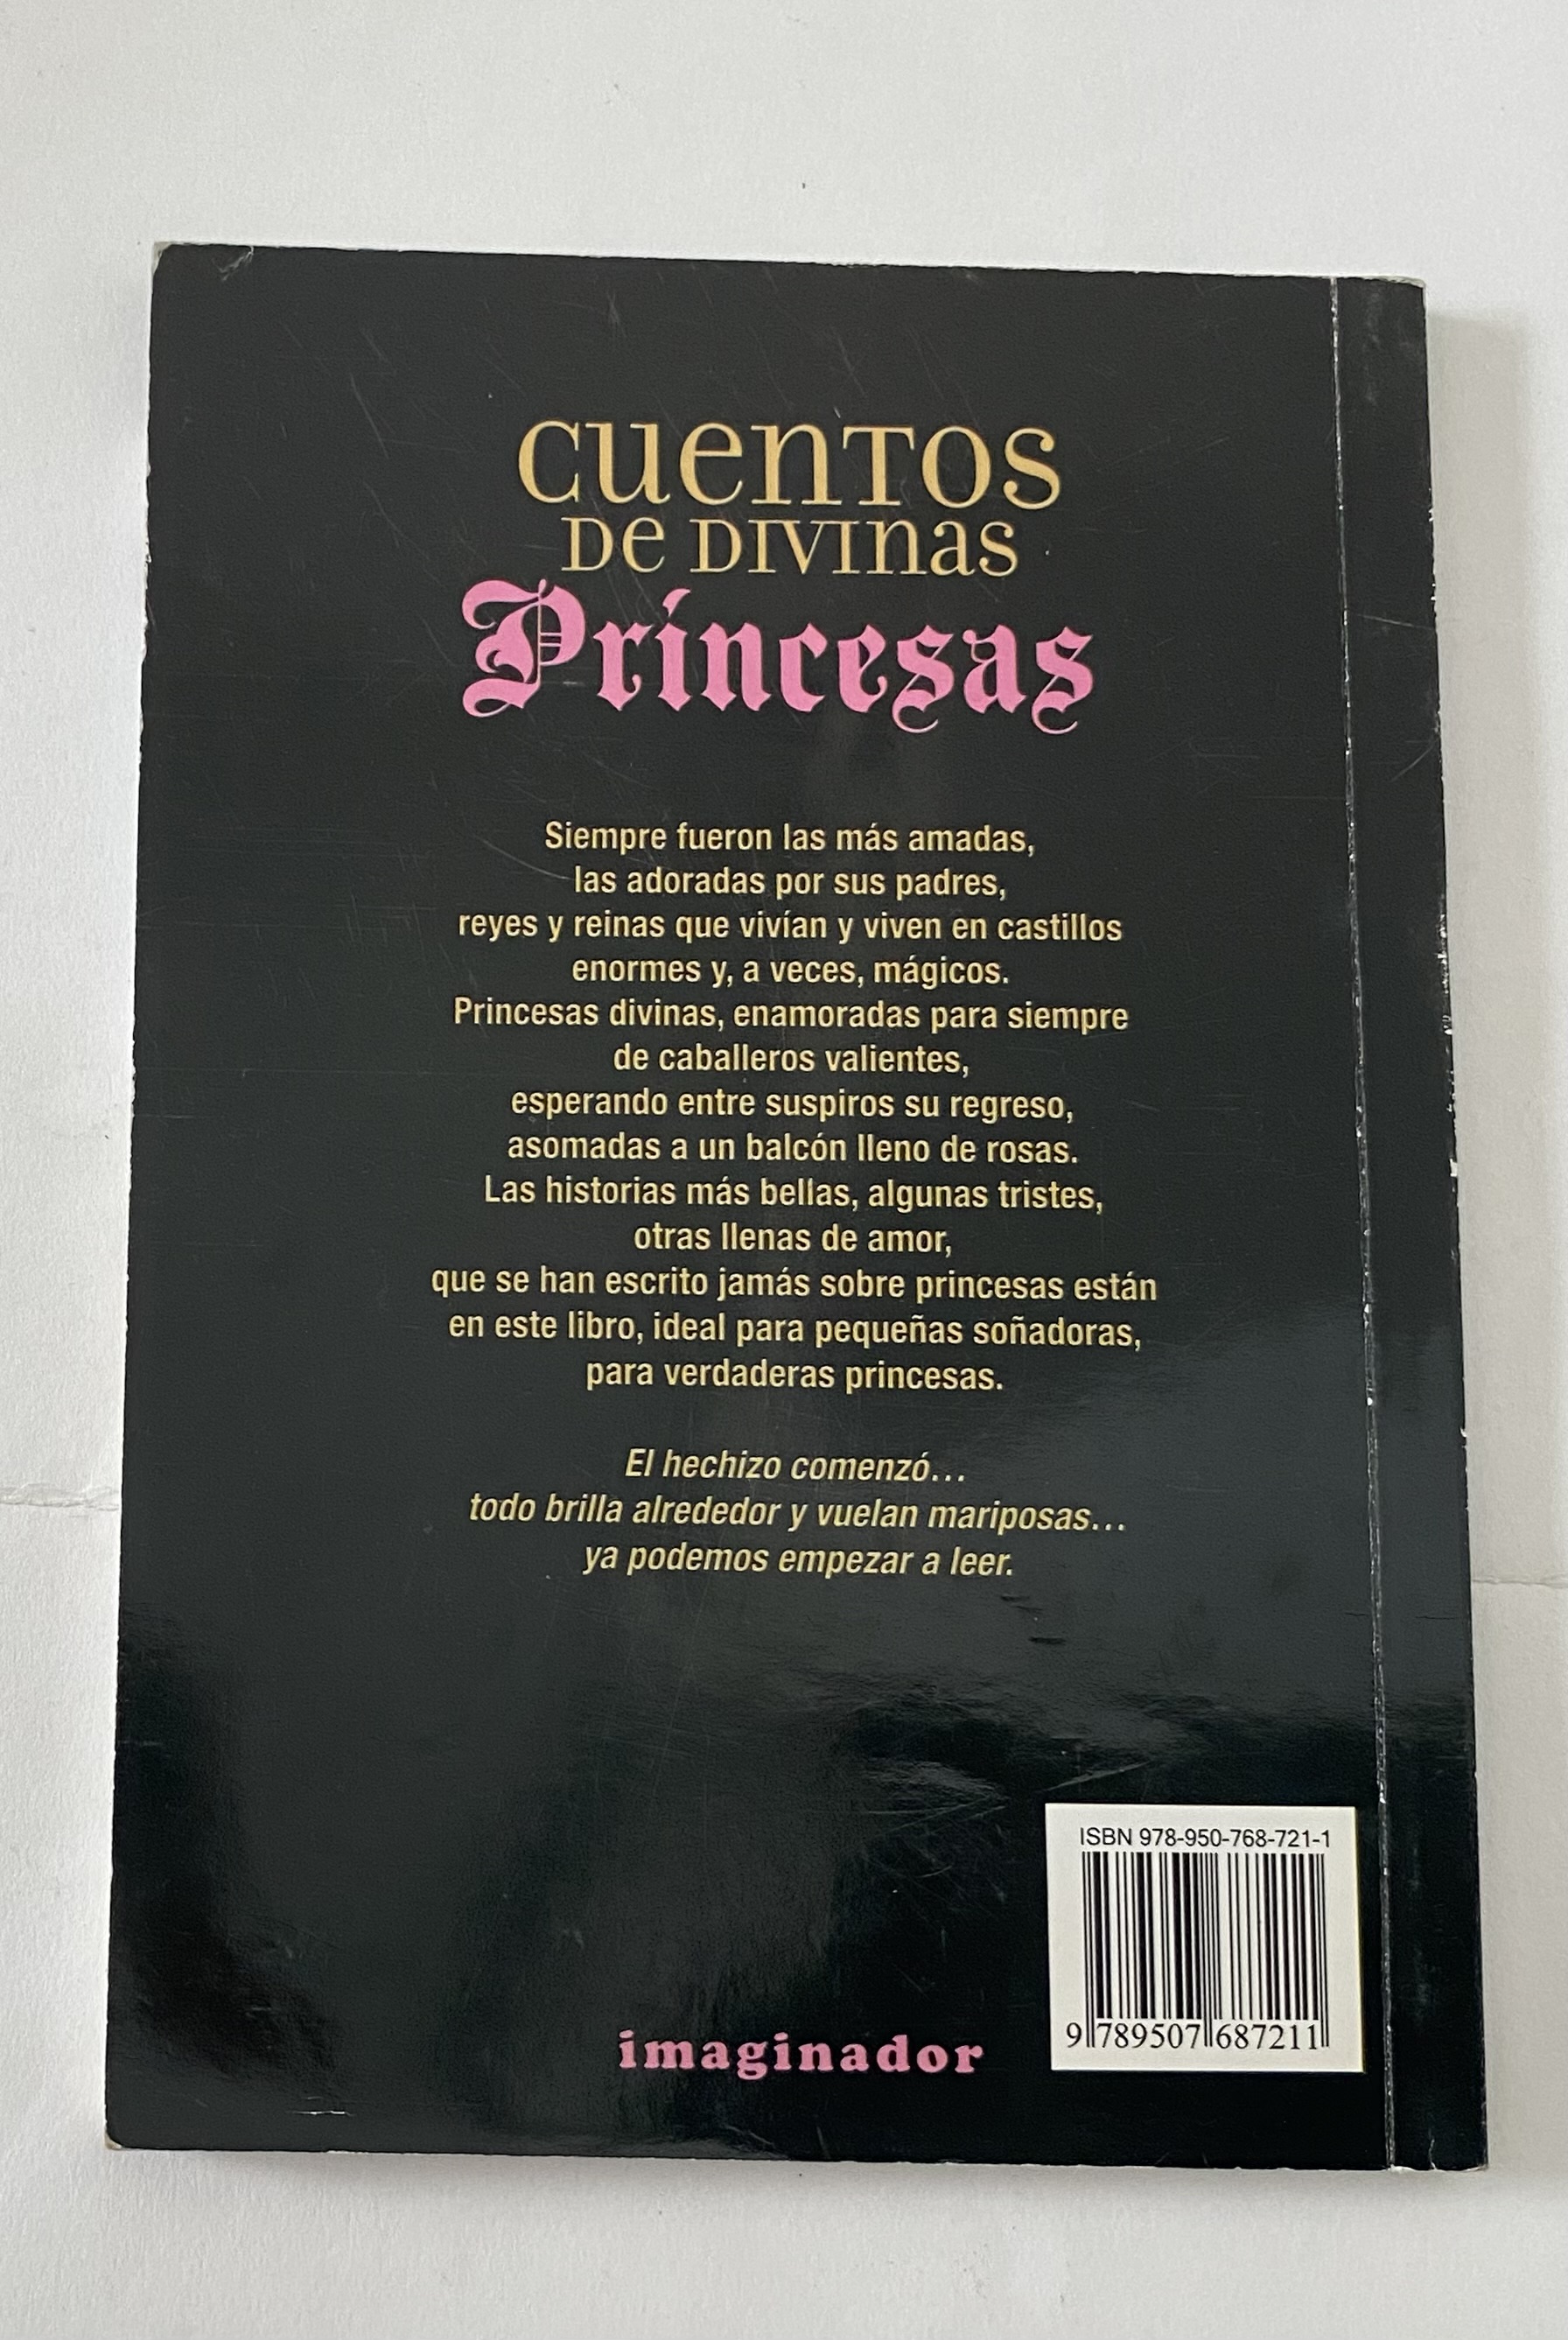 cuentos
de divinas
Princesas
Siempre fueron las más amadas,
las adoradas por sus padres,
reyes y reinas que vivían y viven en castillos
enormes y, a veces, mágicos.
Princesas divinas, enamoradas para siempre
de caballeros valientes,
esperando entre suspiros su regreso,
asomadas a un balcón lleno de rosas.
Las historias más bellas, algunas tristes,
otras llenas de amor,
que se han escrito jamás sobre princesas están
en este libro, ideal para pequeñas soñadoras,
para verdaderas princesas.
El hechizo comenzó...
todo brilla alrededor y vuelan mariposas...
ya podemos empezar a leer.
ISBN 978-950-768-721-1
9 789507 687211
imaginador